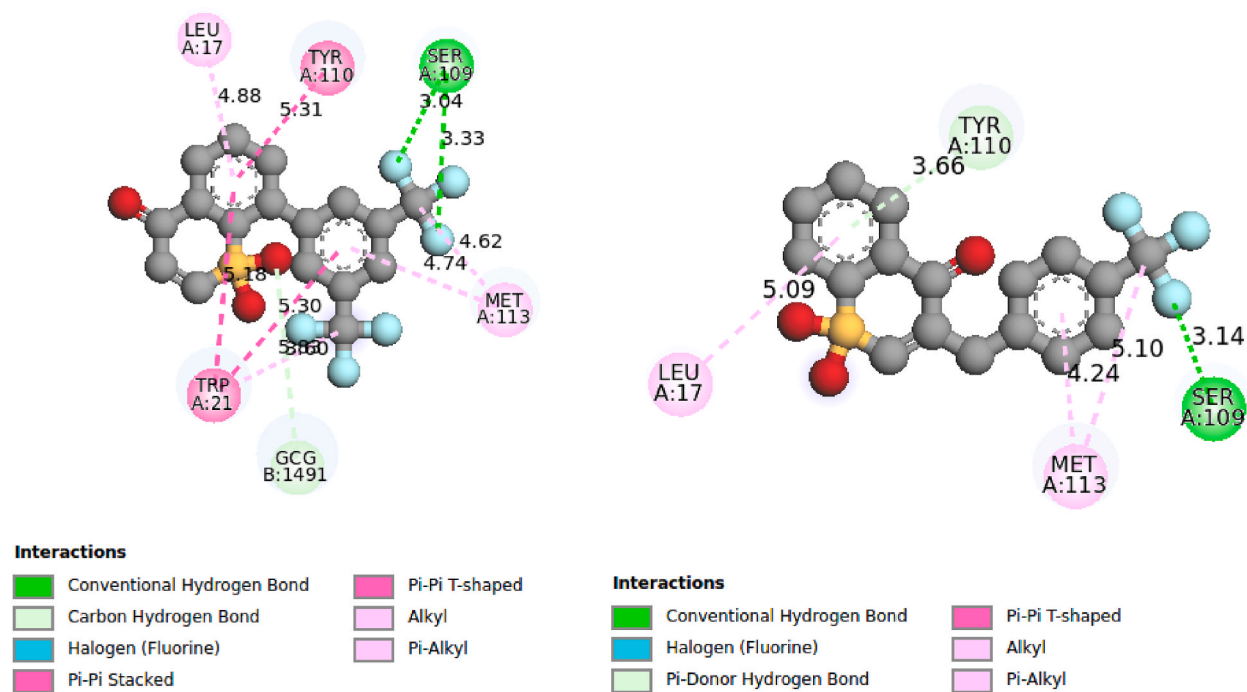 LEU
A:17
TYR
A:110
SER
A:109
4.88
5.31
3.04
3.33
4.62
4.74
5.18
5.30
3.60
MET
A:113
TRP
A:21
GCG
B:1491
Interactions
Conventional Hydrogen Bond
Carbon Hydrogen Bond
Halogen (Fluorine)
Pi-Pi Stacked
Pi-Pi T-shaped
Alkyl
Pi-Alkyl
TYR
A:110
3.66
5.09
LEU
A:17
5.10
4.24
3.14
SER
A:109
MET
A:113
Interactions
Conventional Hydrogen Bond
Halogen (Fluorine)
Pi-Donor Hydrogen Bond
Pi-Pi T-shaped
Alkyl
Pi-Alkyl